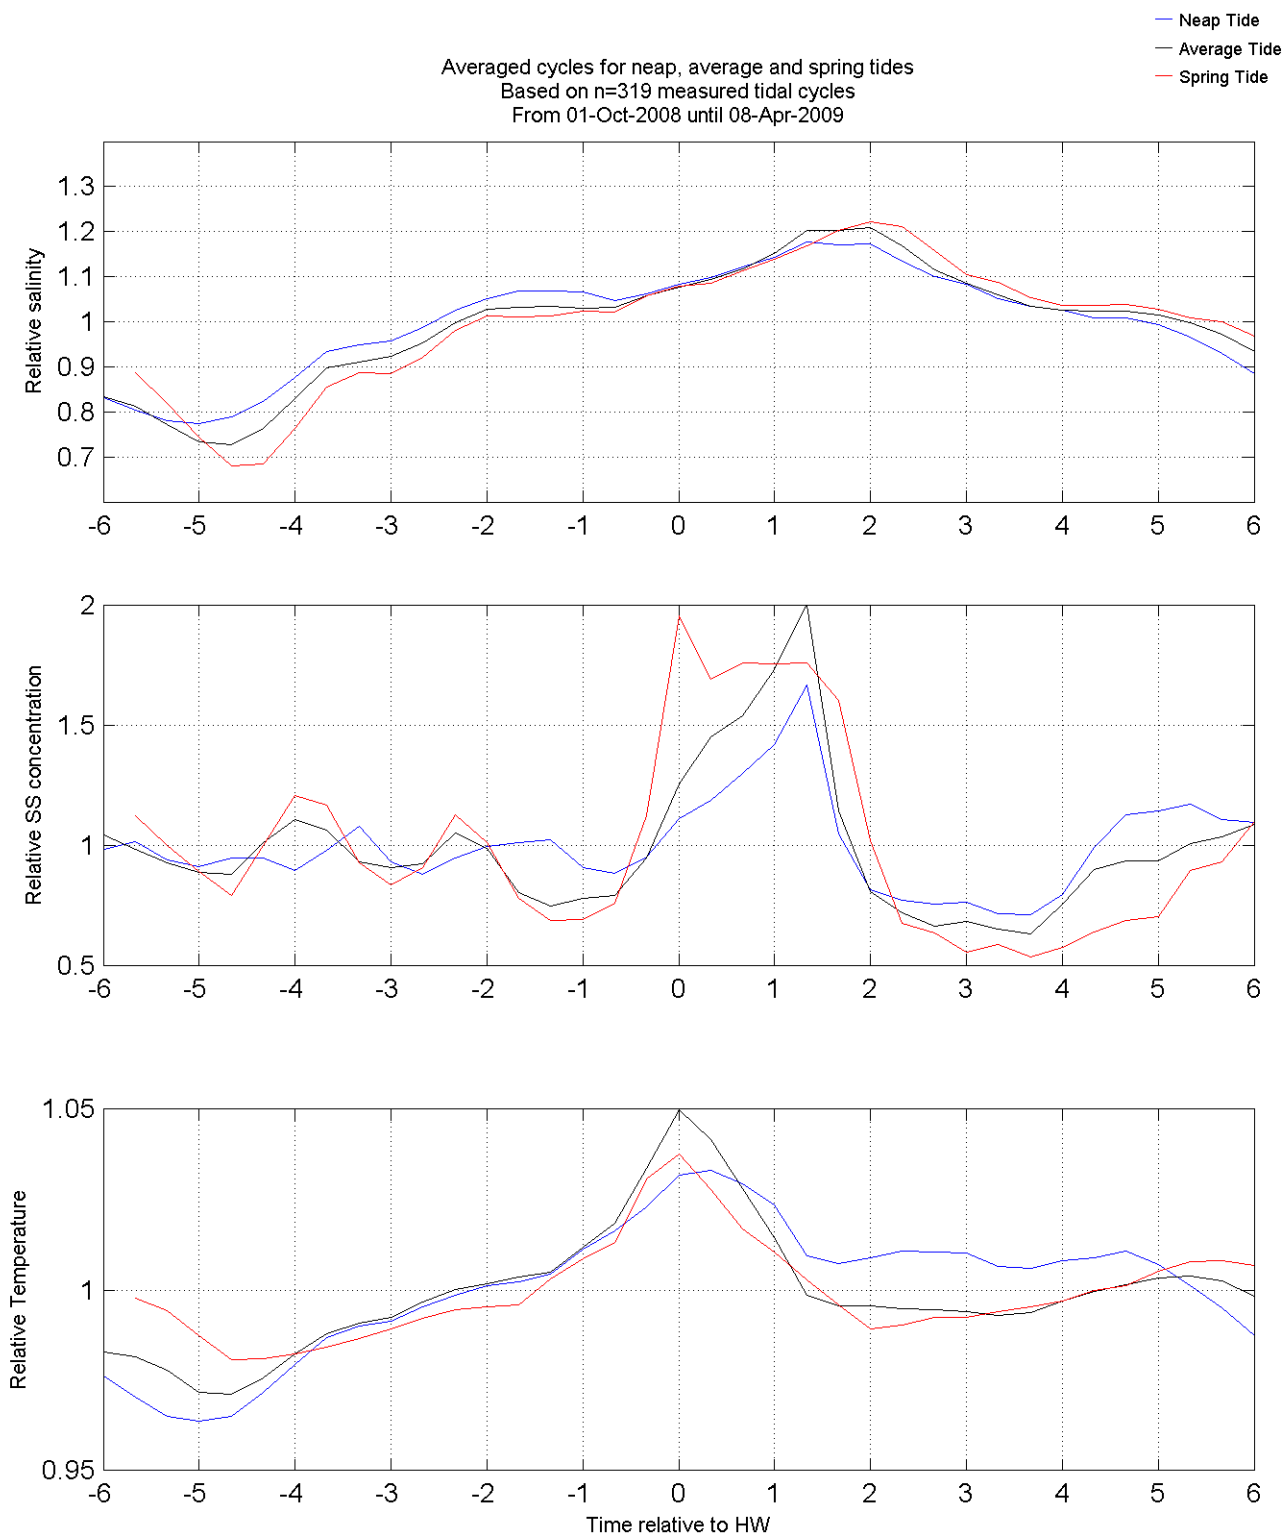 Neap Tide
Average Tide
Spring Tide
Averaged cycles for neap, average and spring tides
Based on n=319 measured tidal cycles
From 01-Oct-2008 until 08-Apr-2009
Relative salinity
1.3
1.2
1.1
1
0.9
0.8
0.7
-6 -5 -4 -3 -2 -1 0 1 2 3 4 5 6
Relative SS concentration
2
1.5
1
0.5
-6 -5 -4 -3 -2 -1 0 1 2 3 4 5 6
Relative Temperature
1.05
1
0.95
-6 -5 -4 -3 -2 -1 0 1 2 3 4 5 6
Time relative to HW